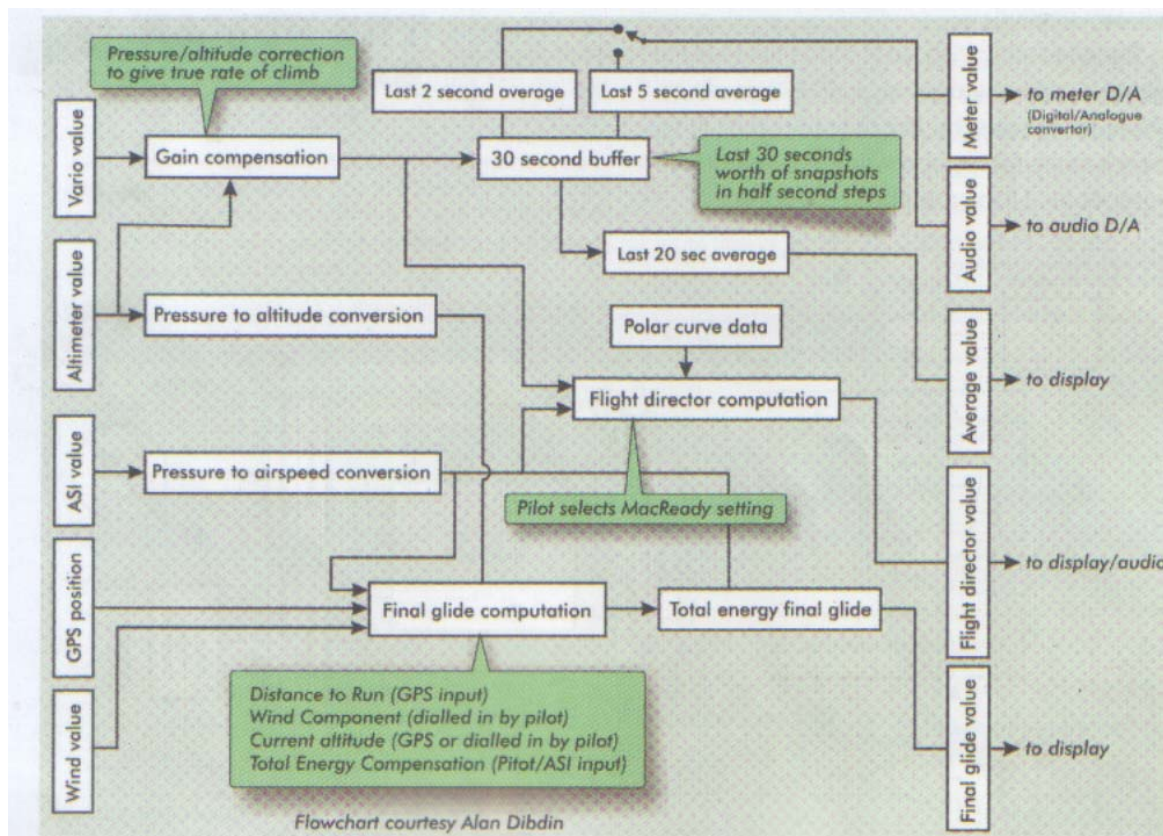 Pressure/altitude correction
to give true rate of climb
Last 2 second average
Last 5 second average
Meter value
to meter D/A
(Digital/Analogue
convertor)
Vario value
Gain compensation
30 second buffer
Last 30 seconds
worth of snapshots
in half second steps
Audio value
to audio D/A
Last 20 sec average
Altimeter value
Pressure to altitude conversion
Polar curve data
Average value
to display
Flight director computation
ASI value
Pressure to airspeed conversion
Pilot selects MacReady setting
Flight director value
to display/audio
GPS position
Final glide computation
Total energy final glide
Wind value
Distance to Run (GPS input)
Wind Component (dialled in by pilot)
Current altitude (GPS or dialled in by pilot)
Total Energy Compensation (Pitot/ASI input)
Final glide value
to display
Flowchart courtesy Alan Dibdin